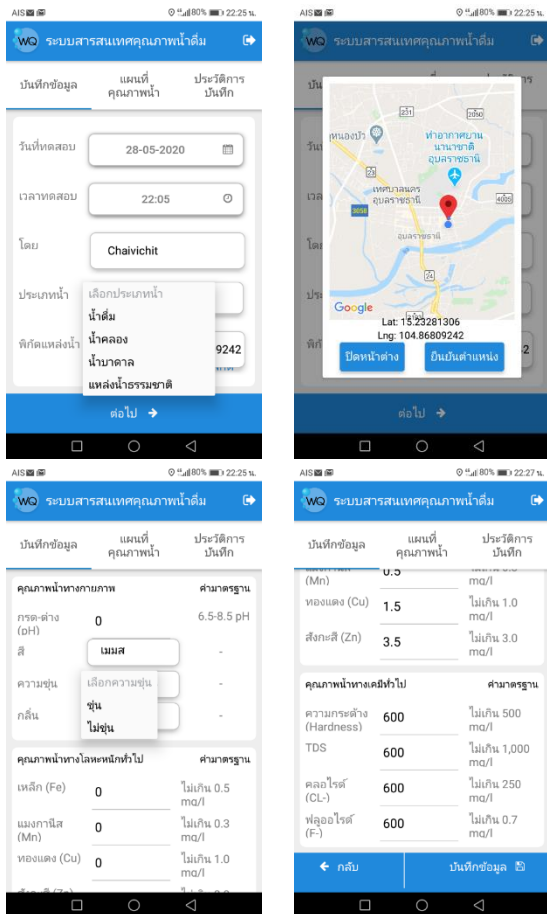 AIS 80% 22:25 น.
WQ ระบบสารสนเทศคุณภาพน้ำดื่ม
บันทึกข้อมูล
แผนที่
คุณภาพน้ำ
ประวัติการ
บันทึก
วันที่ทดสอบ
28-05-2020
เวลาทดสอบ
22:05
โดย
Chaivichit
ประเภทน้ำ
เลือกประเภทน้ำ
น้ำดื่ม
น้ำคลอง
น้ำบาดาล
แหล่งน้ำธรรมชาติ
พิกัดแหล่งน้ำ
9242
ต่อไป
AIS 80% 22:25 น.
WQ ระบบสารสนเทศคุณภาพน้ำดื่ม
231
2050
หนองบัว
ท่าอากาศยาน
นานาชาติ
อุบลราชธานี
23
เทศบาลนคร
อุบลราชธานี
4005
3058
อุบลราชธานี
24
Google
Lat: 15.23281306
Lng: 104.86809242
ปิดหน้าต่าง
ยืนยันตำแหน่ง
ต่อไป
AIS 80% 22:25 น.
WQ ระบบสารสนเทศคุณภาพน้ำดื่ม
บันทึกข้อมูล
แผนที่
คุณภาพน้ำ
ประวัติการ
บันทึก
คุณภาพน้ำทางกายภาพ ค่ามาตรฐาน
กรด-ด่าง
(pH)
0
6.5-8.5 pH
สี
เมมส
-
ความขุ่น
เลือกความขุ่น
-
ขุ่น
ไม่ขุ่น
กลิ่น
-
คุณภาพน้ำทางโลหะหนักทั่วไป ค่ามาตรฐาน
เหล็ก (Fe)
0
ไม่เกิน 0.5
mg/l
แมงกานีส
(Mn)
0
ไม่เกิน 0.3
mg/l
ทองแดง (Cu)
0
ไม่เกิน 1.0
mg/l
AIS 80% 22:27 น.
WQ ระบบสารสนเทศคุณภาพน้ำดื่ม
บันทึกข้อมูล
แผนที่
คุณภาพน้ำ
ประวัติการ
บันทึก
(Mn)
0.5
mg/l
ทองแดง (Cu)
1.5
ไม่เกิน 1.0
mg/l
สังกะสี (Zn)
3.5
ไม่เกิน 3.0
mg/l
คุณภาพน้ำทางเคมีทั่วไป ค่ามาตรฐาน
ความกระด้าง
(Hardness)
600
ไม่เกิน 500
mg/l
TDS
600
ไม่เกิน 1,000
mg/l
คลอไรด์
(CL-)
600
ไม่เกิน 250
mg/l
ฟลูออไรด์
(F-)
600
ไม่เกิน 0.7
mg/l
กลับ
บันทึกข้อมูล